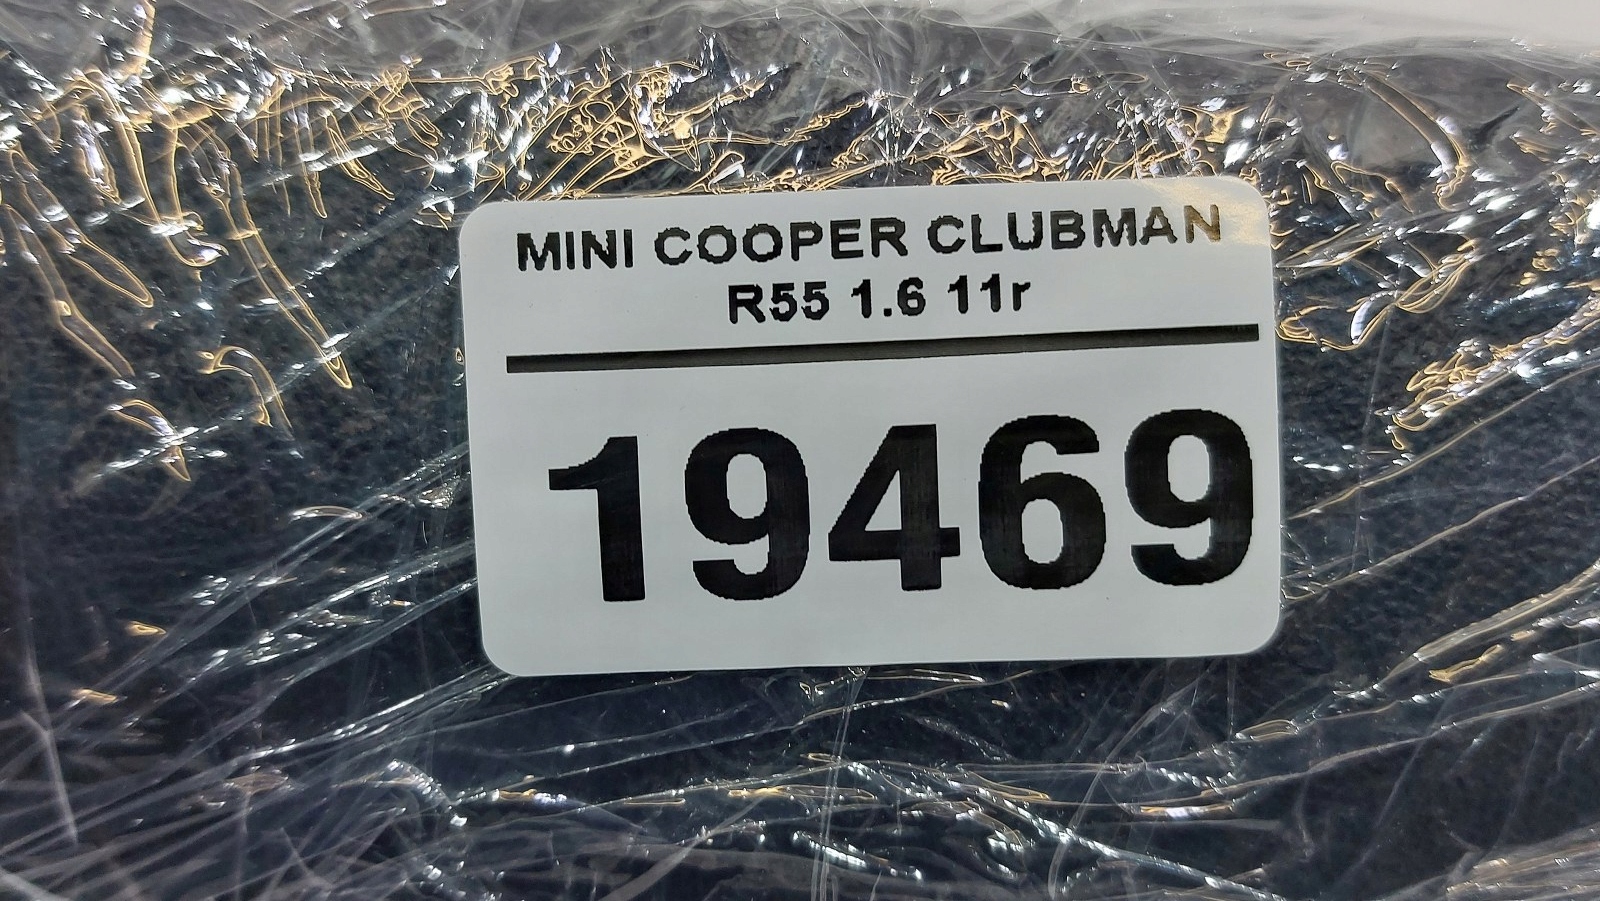 MINI COOPER CLUBMAN
R55 1.6 11r
19469